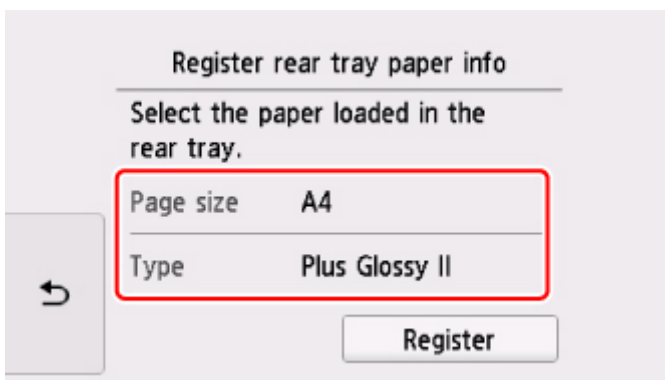 Register rear tray paper info
Select the paper loaded in the
rear tray.
Page size A4
Type Plus Glossy II
Register